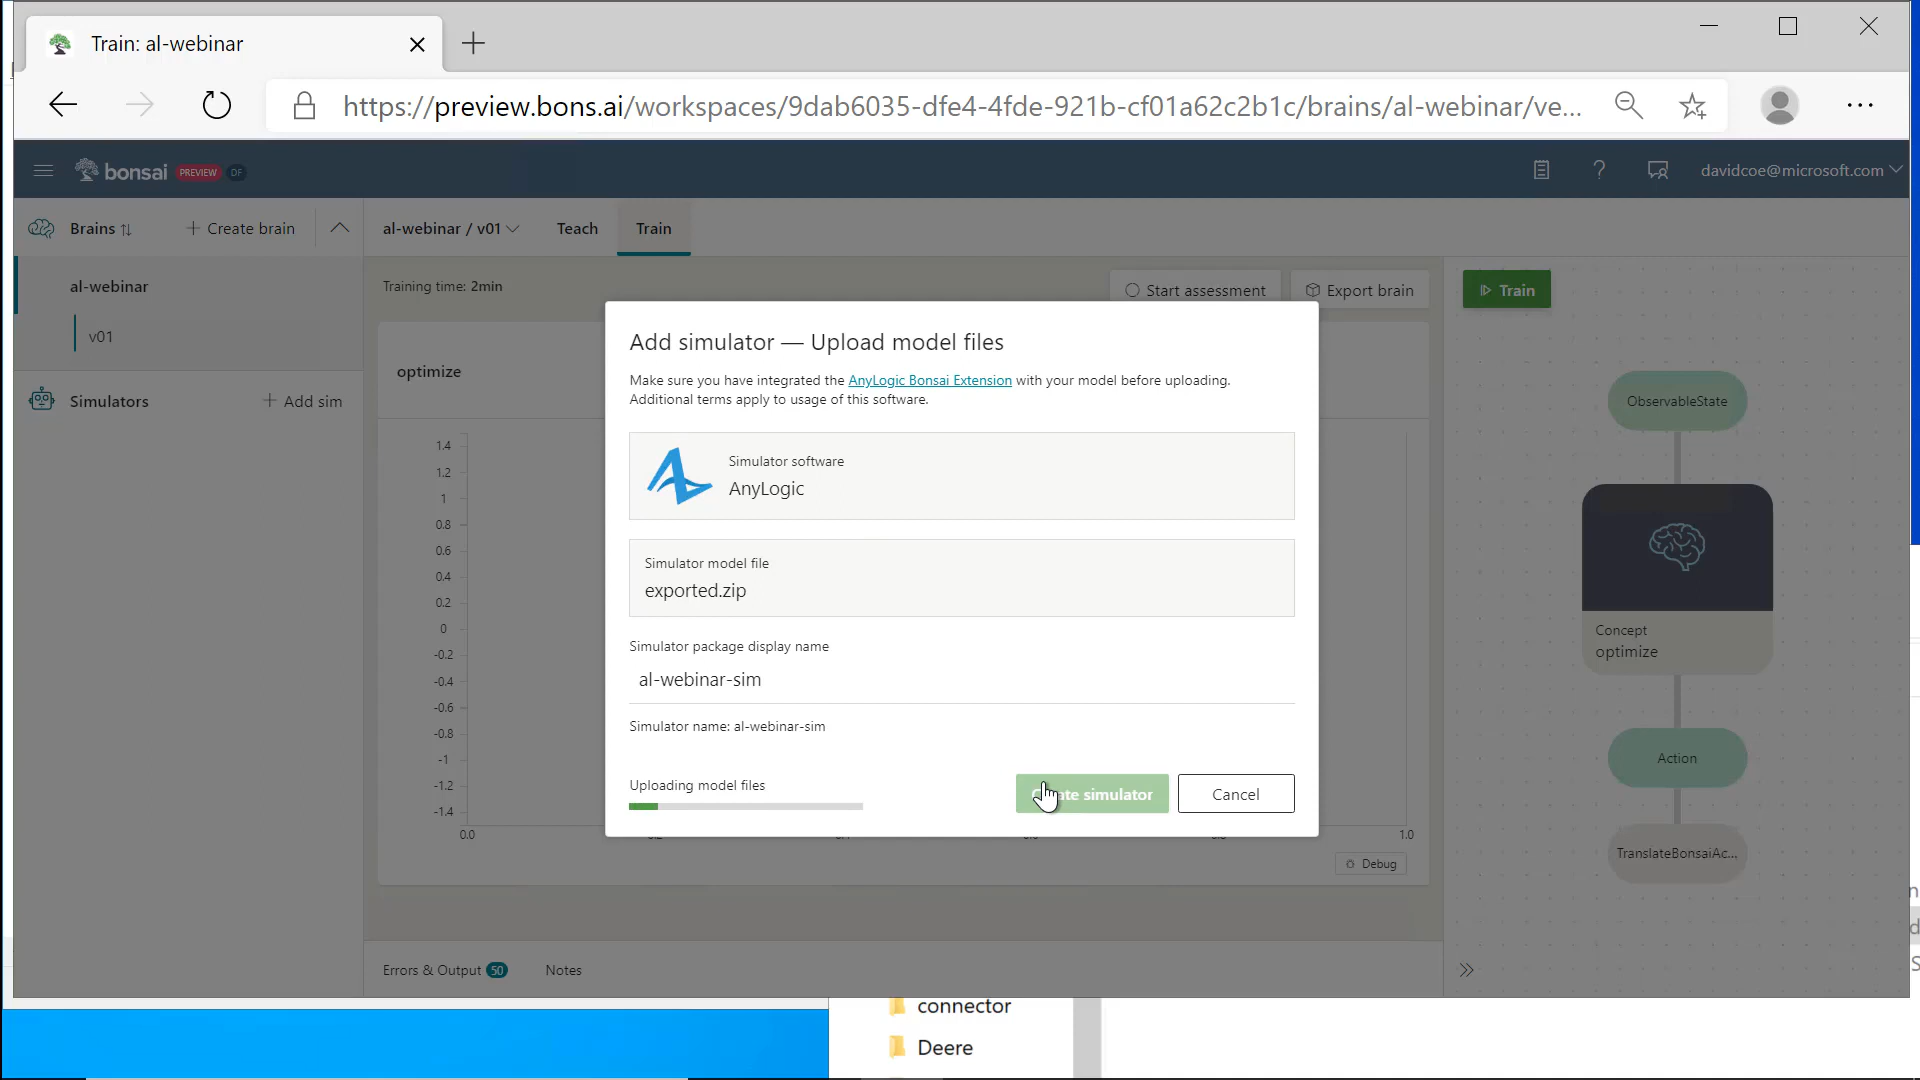 Train: al-webinar
https://preview.bons.ai/workspaces/9dab6035-dfe4-4fde-921b-cf01a62c2b1c/brains/al-webinar/ve...
bonsai PREVIEW DF
davidcoe@microsoft.com
Brains
Create brain
al-webinar / v01
Teach
Train
al-webinar
v01
Simulators
Add sim
Training time: 2min
Start assessment
Export brain
Train
optimize
1.4
1.2
1
0.8
0.6
0.4
0.2
0
-0.2
-0.4
-0.6
-0.8
-1
-1.2
-1.4
0.0
1.0
Debug
Add simulator — Upload model files
Make sure you have integrated the AnyLogic Bonsai Extension with your model before uploading.
Additional terms apply to usage of this software.
Simulator software
AnyLogic
Simulator model file
exported.zip
Simulator package display name
al-webinar-sim
Simulator name: al-webinar-sim
Uploading model files
simulator
Cancel
ObservableState
Concept
optimize
Action
TranslateBonsaiAc...
Errors & Output 50
Notes
connector
Deere